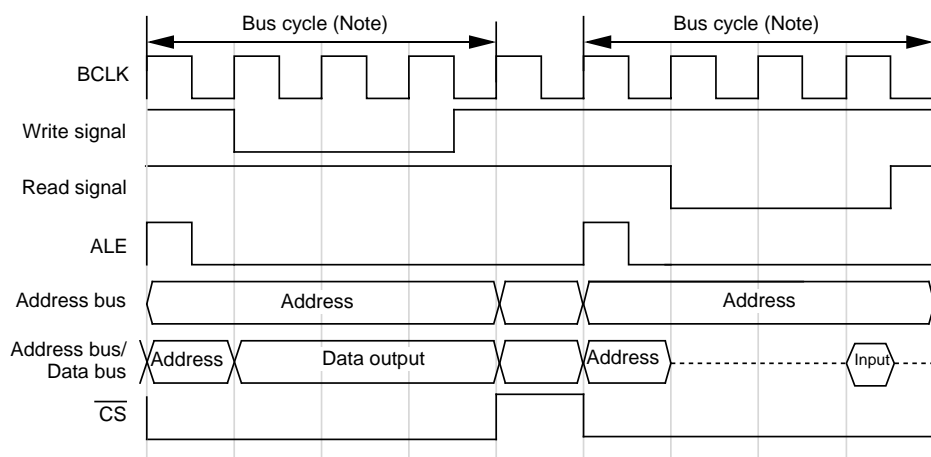 Bus cycle (Note) Bus cycle (Note)
BCLK
Write signal
Read signal
ALE
Address bus Address Address
Address bus/
Data bus Address Data output Address Input
CS